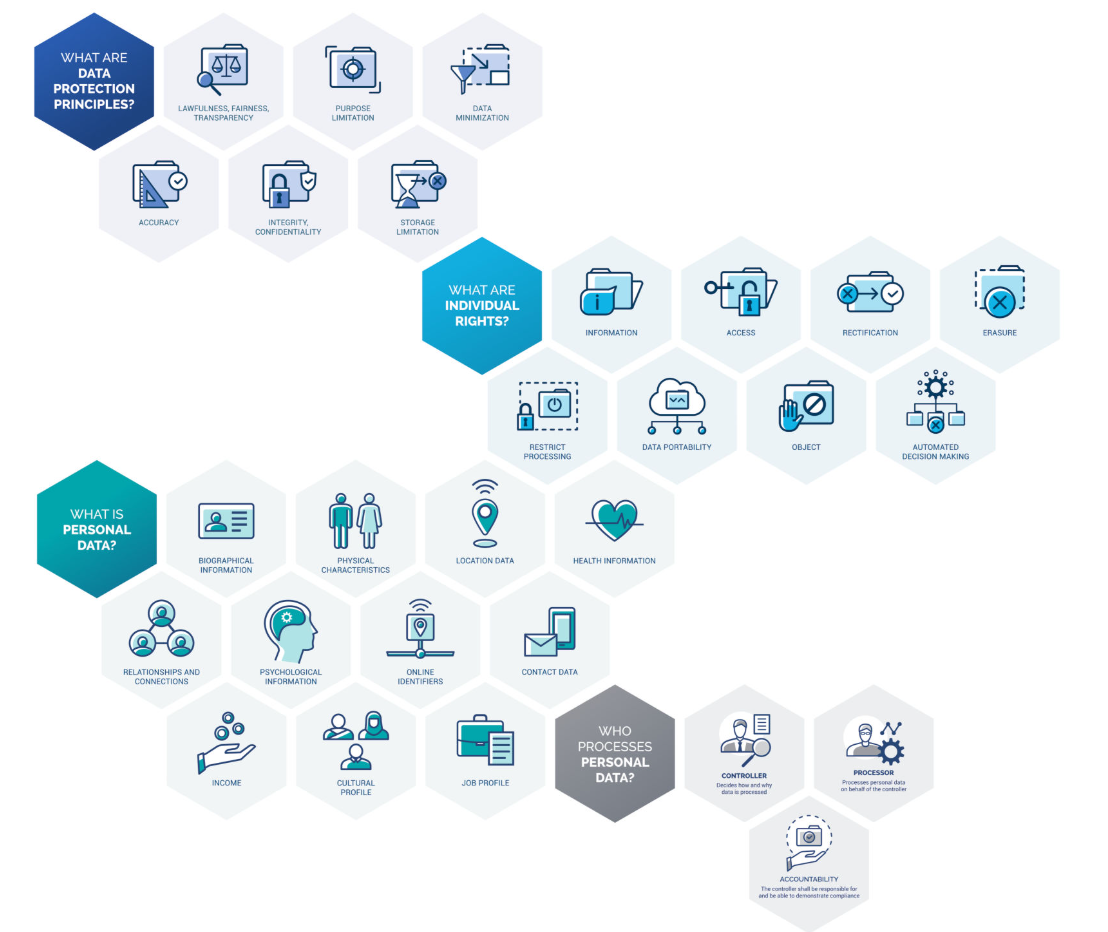 WHAT ARE
DATA
PROTECTION
PRINCIPLES?
LAWFULNESS, FAIRNESS,
TRANSPARENCY
PURPOSE
LIMITATION
DATA
MINIMIZATION
ACCURACY
INTEGRITY,
CONFIDENTIALITY
STORAGE
LIMITATION
WHAT ARE
INDIVIDUAL
RIGHTS?
INFORMATION
ACCESS
RECTIFICATION
ERASURE
RESTRICT
PROCESSING
DATA PORTABILITY
OBJECT
AUTOMATED
DECISION MAKING
WHAT IS
PERSONAL
DATA?
BIOGRAPHICAL
INFORMATION
PHYSICAL
CHARACTERISTICS
LOCATION DATA
HEALTH INFORMATION
RELATIONSHIPS AND
CONNECTIONS
PSYCHOLOGICAL
INFORMATION
ONLINE
IDENTIFIERS
CONTACT DATA
INCOME
CULTURAL
PROFILE
JOB PROFILE
WHO
PROCESSES
PERSONAL
DATA?
CONTROLLER
Decides how and why
data is processed
PROCESSOR
Processes personal data
on behalf of the controller
ACCOUNTABILITY
The controller shall be responsible for
and be able to demonstrate compliance